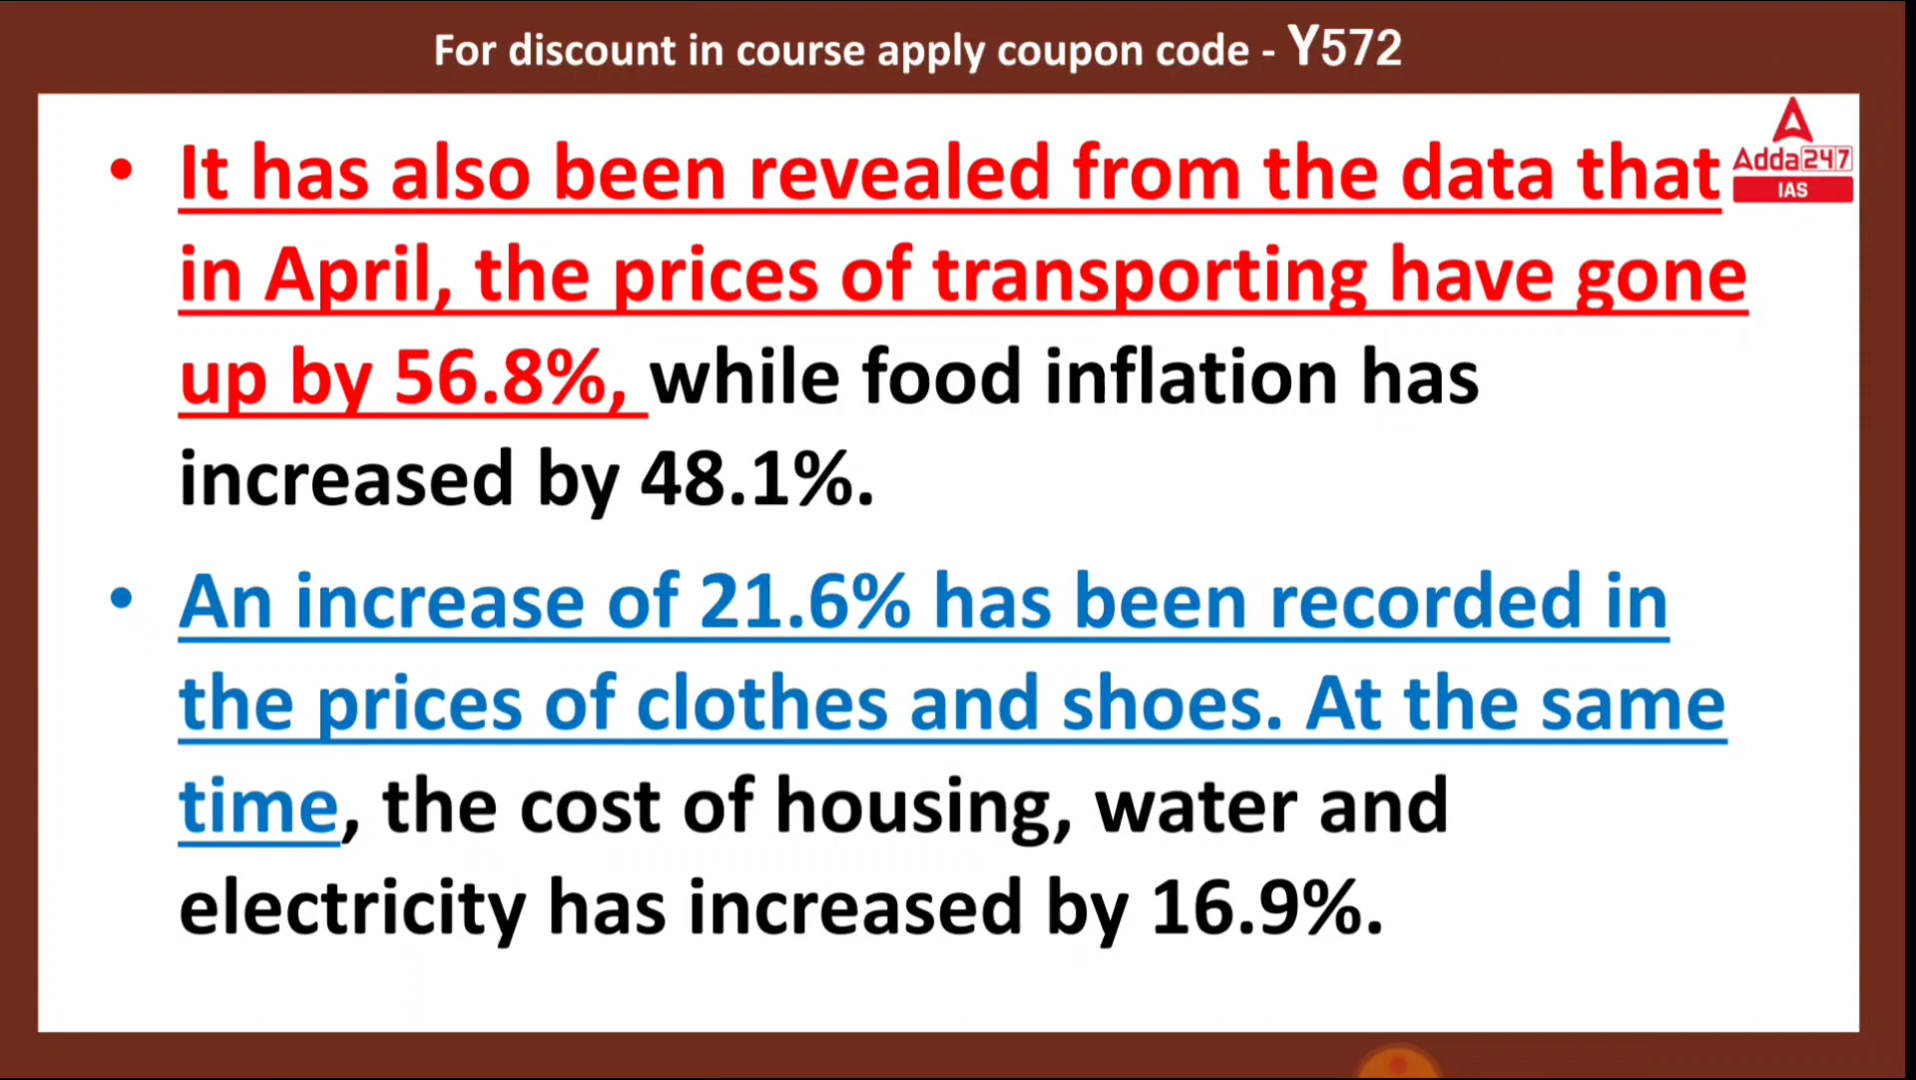 For discount in course apply coupon code - Y572
Adda247
IAS
• It has also been revealed from the data that
in April, the prices of transporting have gone
up by 56.8%, while food inflation has
increased by 48.1%.
• An increase of 21.6% has been recorded in
the prices of clothes and shoes. At the same
time, the cost of housing, water and
electricity has increased by 16.9%.